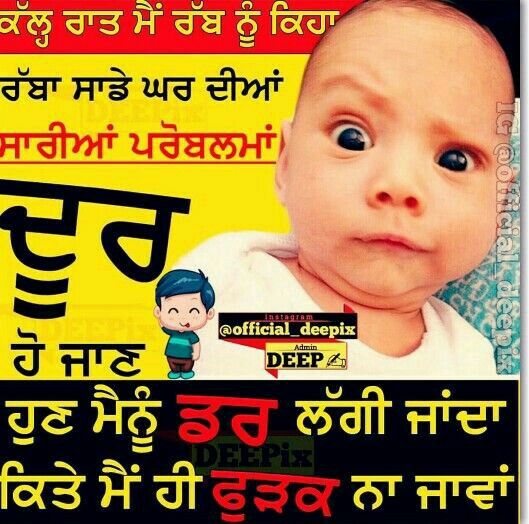 ਕੱਲ੍ਹ ਰਾਤ ਮੈਂ ਰੱਬ ਨੂੰ ਕਿਹਾ
ਰੱਬਾ ਸਾਡੇ ਘਰ ਦੀਆਂ
ਸਾਰੀਆਂ ਪਰੋਬਲਮਾਂ
ਦੂਰ
ਹੋ ਜਾਣ
instagram
@official_deepix
Admin
DEEP
ਹੁਣ ਮੈਨੂੰ ਡਰ ਲੱਗੀ ਜਾਂਦਾ
DEEPix
ਕਿਤੇ ਮੈਂ ਹੀ ਫੁੜਕ ਨਾ ਜਾਵਾਂ
IG @official_deepix